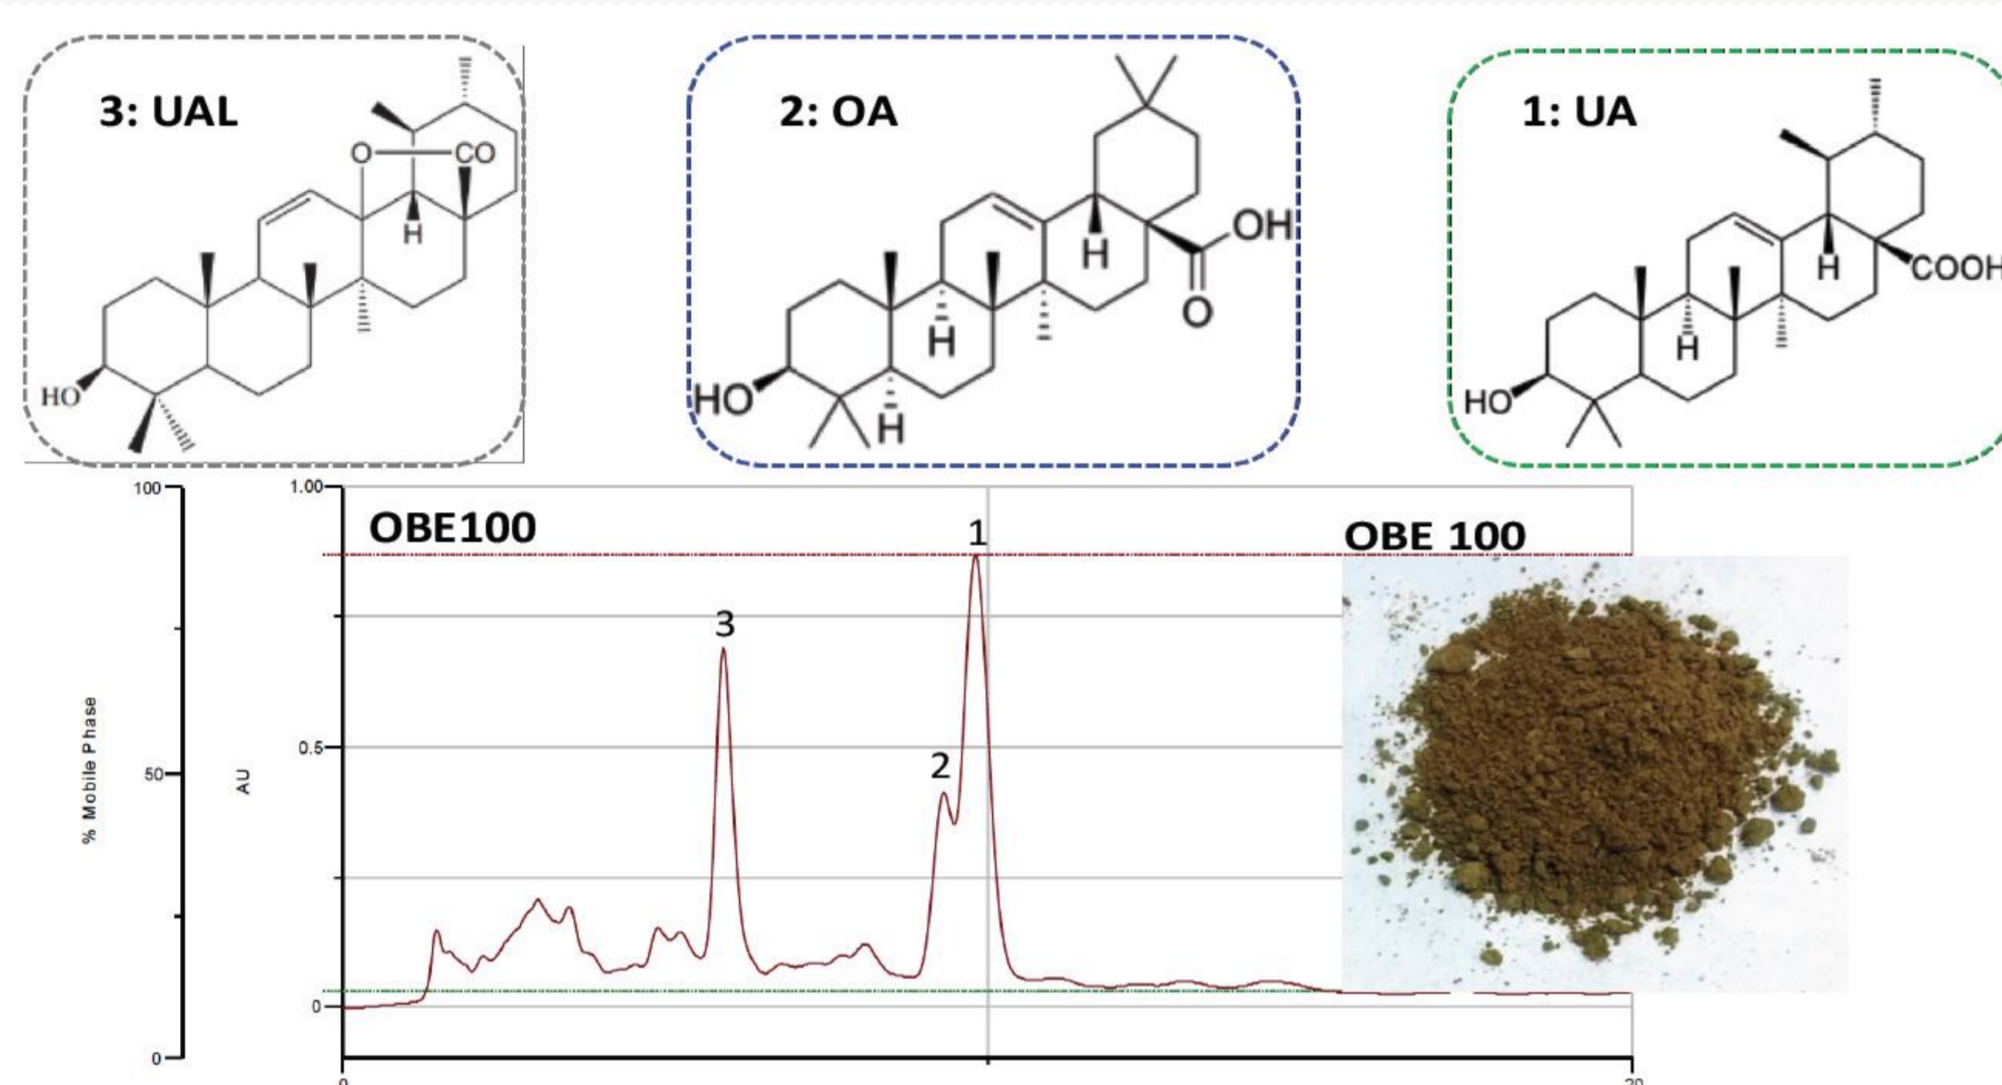 3: UAL
O
CO
H
HO
2: OA
OH
H
O
H
HO
H
1: UA
H
COOH
H
HO
100
1.00
OBE100
1
OBE 100
3
0.5
2
50
% Mobile Phase
AU
0
0
0
20